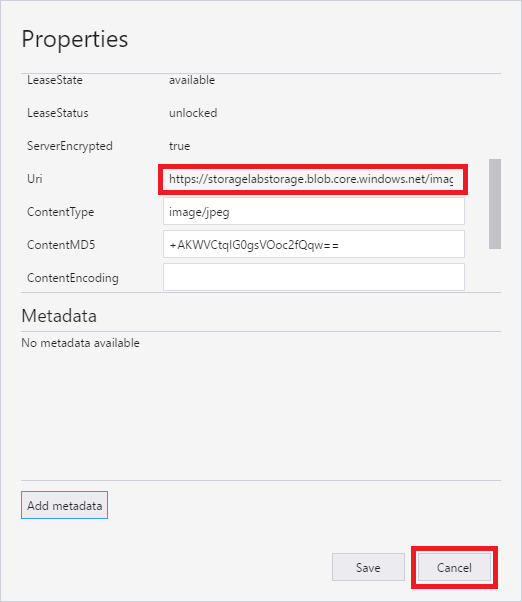 Properties
LeaseState available
LeaseStatus unlocked
ServerEncrypted true
Uri https://storagelabstorage.blob.core.windows.net/imag
ContentType image/jpeg
ContentMD5 +AKWVCtqIG0gsVOoc2fQqw==
ContentEncoding
Metadata
No metadata available
Add metadata
Save Cancel